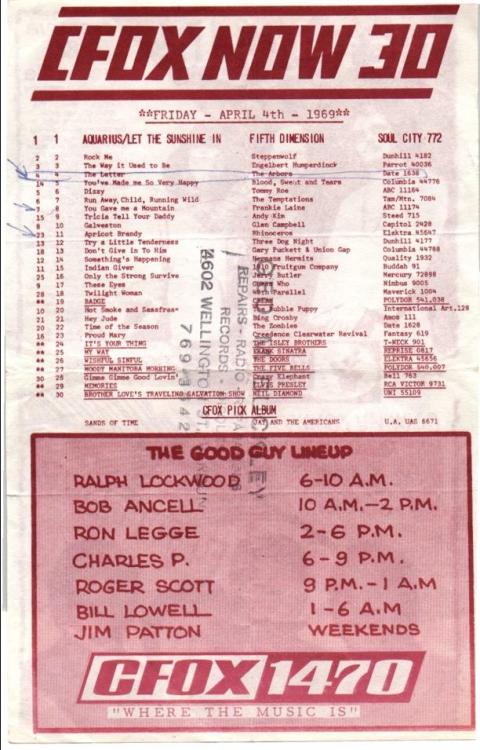 CFOX NOW 30
**FRIDAY - APRIL 4th - 1969**
1 1 AQUARIUS/LET THE SUNSHINE IN FIFTH DIMENSION SOUL CITY 772
2 2 Rock Me Steppenwolf Dunhill 4182
3 3 The Way it Used to Be Engelbert Humperdinck Parrot 40036
4 4 The Letter The Arbors Date 1638
14 5 You've Made me So Very Happy Blood, Sweat and Tears Columbia 44776
5 6 Dizzy Tommy Roe ABC 11164
6 7 Run Away, Child, Running Wild The Temptations Tam/Mtn. 7084
You Gave me a Mountain Frankie Laine ABC 11174
15 9 Tricia Tell Your Daddy Andy Kim Steed 715
8 10 Galveston Glen Campbell Capitol 2428
23 11 Apricot Brandy Rhinoceros Elektra 45647
13 12 Try a Little Tenderness Three Dog Night Dunhill 4177
18 13 Don't Give in To Him Gary Puckett & Union Gap Columbia 44788
12 14 Something's Happening Hermans Hermits Quality 1932
11 15 Indian Giver 1910 Fruitgum Company Buddah 91
25 16 Only the Strong Survive Jerry Butler Mercury 72898
9 17 These Eyes Guess Who Nimbus 9005
28 18 Twilight Woman 49th Parallel Maverick 1004
** 19 BADGE CREAM POLYDOR 541,038
10 20 Hot Smoke and Sasafras Bubble Puppy International Art.128
21 21 Hey Jude Bing Crosby Amos 111
20 22 Time of the Season The Zombies Date 1628
16 23 Proud Mary Creedence Clearwater Revival Fantasy 619
** 24 IT'S YOUR THING THE ISLEY BROTHERS T-NECK 901
** 25 MY WAY FRANK SINATRA REPRISE 0817
** 26 WISHFUL SINFUL THE DOORS ELEKTRA 45656
** 27 MOODY MANITOBA MORNING THE FIVE BELLS POLYDOR 540,007
30 28 Gimme Gimme Good Lovin' Crazy Elephant Bell 763
** 29 MEMORIES ELVIS PRESLEY RCA VICTOR 9731
** 30 BROTHER LOVE'S TRAVELING SALVATION SHOW NEIL DIAMOND UNI 55109
CFOX PICK ALBUM
SANDS OF TIME JAY AND THE AMERICANS U.A. UAS 6671
REPAIRS - RADIO -
RECORDS -
4602 WELLINGTON ST.
THE GOOD GUY LINEUP
RALPH LOCKWOOD 6-10 A.M.
BOB ANCELL 10 A.M.-2 P.M.
RON LEGGE 2-6 P.M.
CHARLES P. 6-9 P.M.
ROGER SCOTT 9 P.M.-1 A.M
BILL LOWELL 1-6 A.M
JIM PATTON WEEKENDS
CFOX 1470
"WHERE THE MUSIC IS"